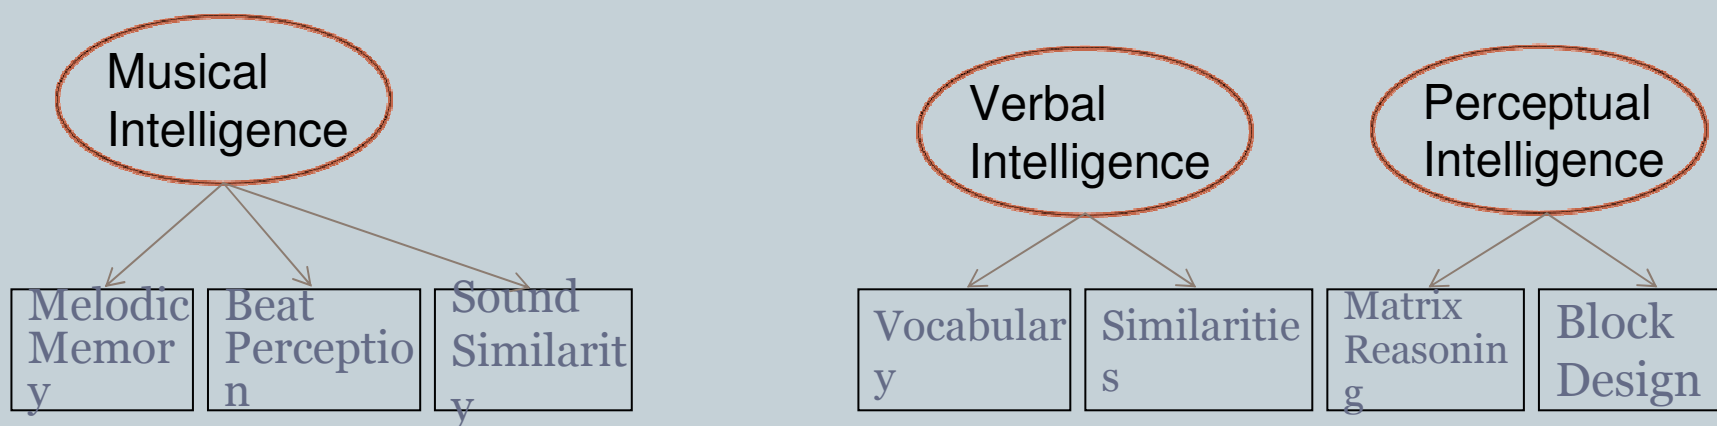 Musical
Intelligence
Verbal
Intelligence
Perceptual
Intelligence
Melodic
Memor
y
Beat
Perceptio
n
Sound
Similarit
y
Vocabular
y
Similaritie
s
Matrix
Reasonin
g
Block
Design